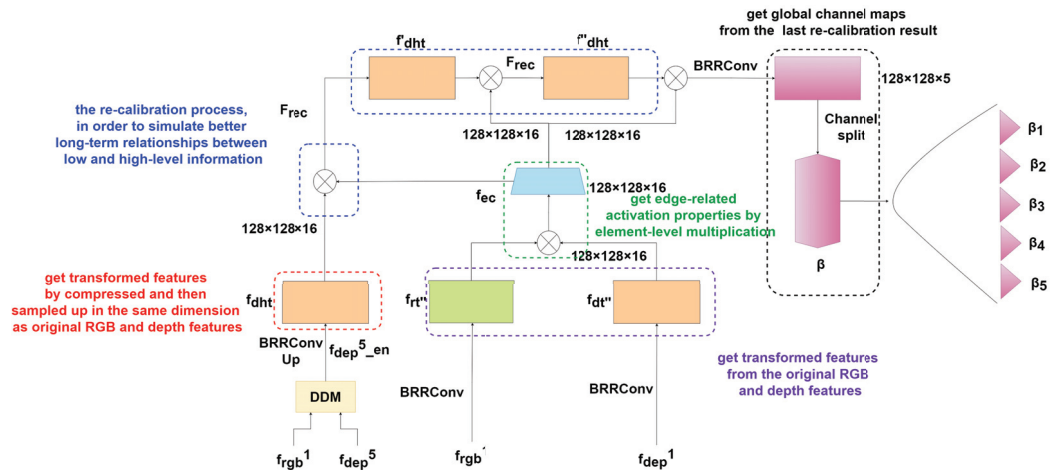 get global channel maps
from the last re-calibration result
f'dht
f''dht
Frec
BRRConv
128×128×5
Frec
the re-calibration process,
in order to simulate better
long-term relationships between
low and high-level information
128×128×16
128×128×16
Channel
split
β1
β2
β3
β4
β5
fec
128×128×16
get edge-related
activation properties by
element-level multiplication
128×128×16
128×128×16
β
get transformed features
by compressed and then
sampled up in the same dimension
as original RGB and depth features
fdht
frt''
fdt''
BRRConv
Up
fdep5_en
get transformed features
from the original RGB
and depth features
BRRConv
BRRConv
DDM
frgb1
fdep5
frgb'
fdep1